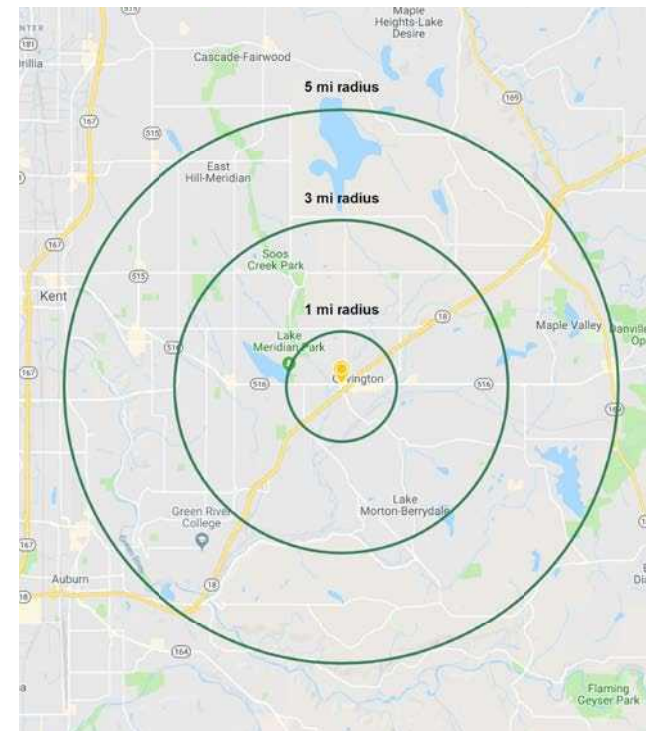 515
Maple
Heights-Lake
Desire
181
Cascade-Fairwood
167
5 mi radius
169
167
515
East
Hill-Meridian
3 mi radius
Soos
Creek Park
515
Kent
1 mi radius
18
Lake
Meridian Park
Maple Valley
167
516
Covington
516
169
Green River
College
Lake
Morton-Berrydale
167
Auburn
18
18
164
Flaming
Geyser Park